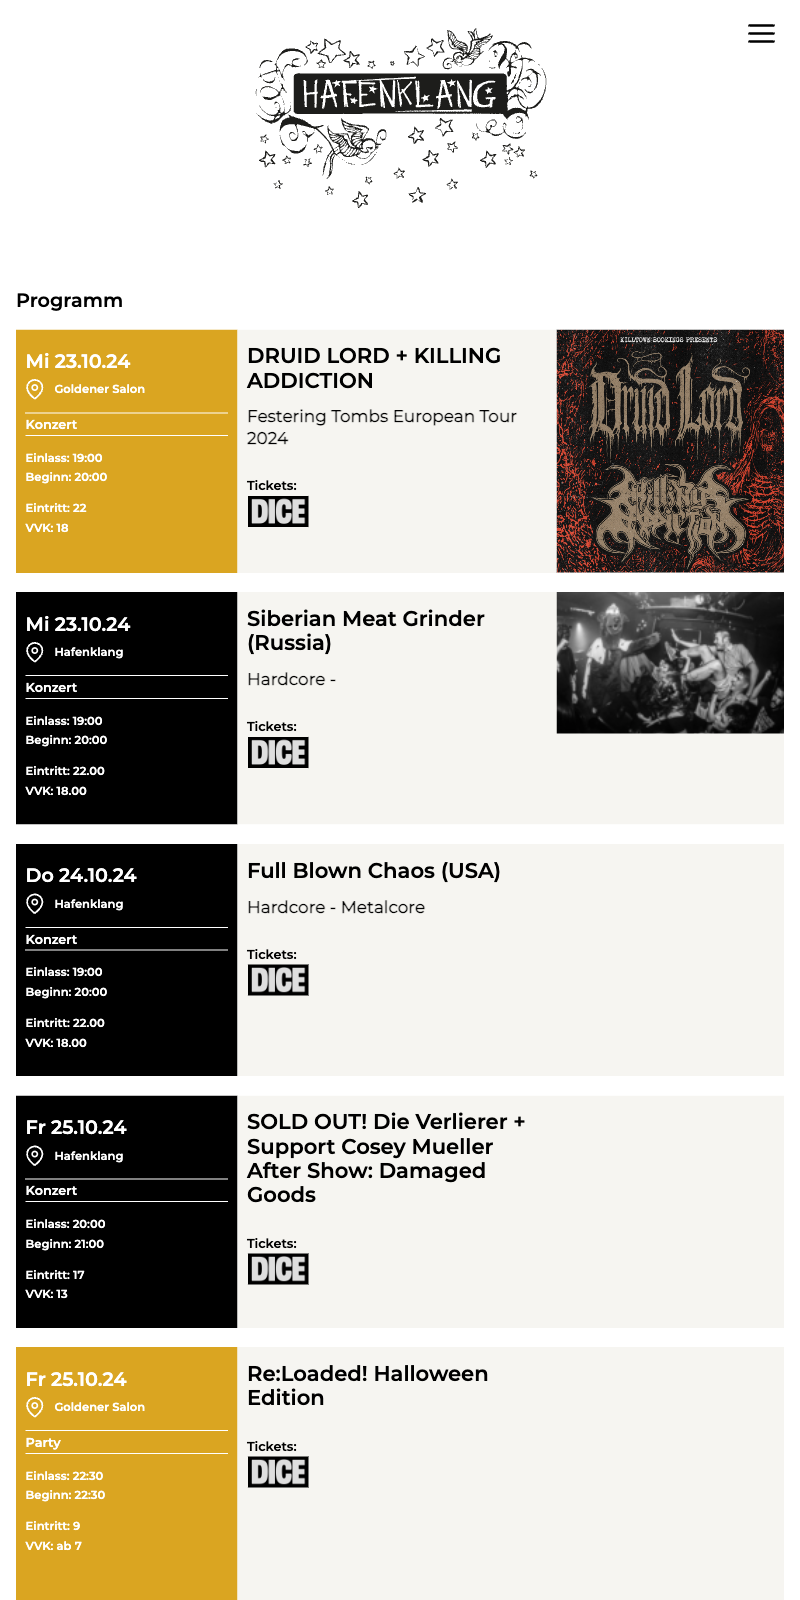 HAFENKLANG
Programm
Mi 23.10.24
Goldener Salon
Konzert
Einlass: 19:00
Beginn: 20:00
Eintritt: 22
VVK: 18
DRUID LORD + KILLING
ADDICTION
Festering Tombs European Tour
2024
Tickets:
DICE
KILLTOWN BOOKINGS PRESENTS
Druid Lord
Killing
Addiction
Mi 23.10.24
Hafenklang
Konzert
Einlass: 19:00
Beginn: 20:00
Eintritt: 22.00
VVK: 18.00
Siberian Meat Grinder
(Russia)
Hardcore -
Tickets:
DICE
Do 24.10.24
Hafenklang
Konzert
Einlass: 19:00
Beginn: 20:00
Eintritt: 22.00
VVK: 18.00
Full Blown Chaos (USA)
Hardcore - Metalcore
Tickets:
DICE
Fr 25.10.24
Hafenklang
Konzert
Einlass: 20:00
Beginn: 21:00
Eintritt: 17
VVK: 13
SOLD OUT! Die Verlierer +
Support Cosey Mueller
After Show: Damaged
Goods
Tickets:
DICE
Fr 25.10.24
Goldener Salon
Party
Einlass: 22:30
Beginn: 22:30
Eintritt: 9
VVK: ab 7
Re:Loaded! Halloween
Edition
Tickets:
DICE